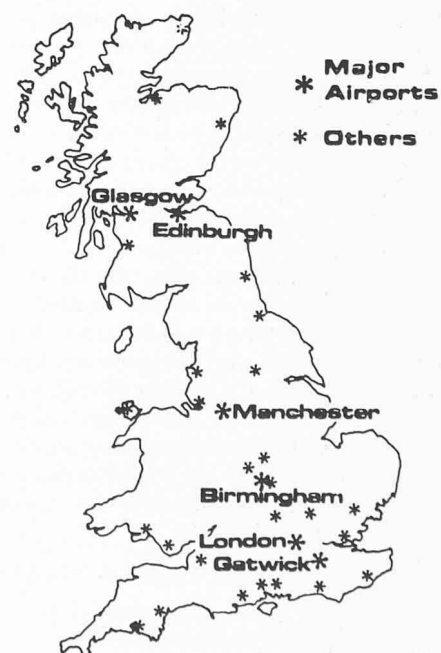 Major
Airports
Others
Glasgow
Edinburgh
Manchester
Birmingham
London
Gatwick